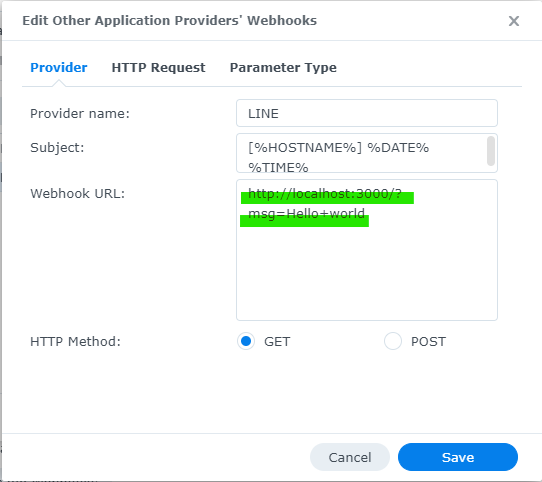 Edit Other Application Providers' Webhooks
Provider HTTP Request Parameter Type
Provider name: LINE
Subject: [%HOSTNAME%] %DATE%
%TIME%
Webhook URL: http://localhost:3000/?
msg=Hello+world
HTTP Method: GET POST
Cancel Save